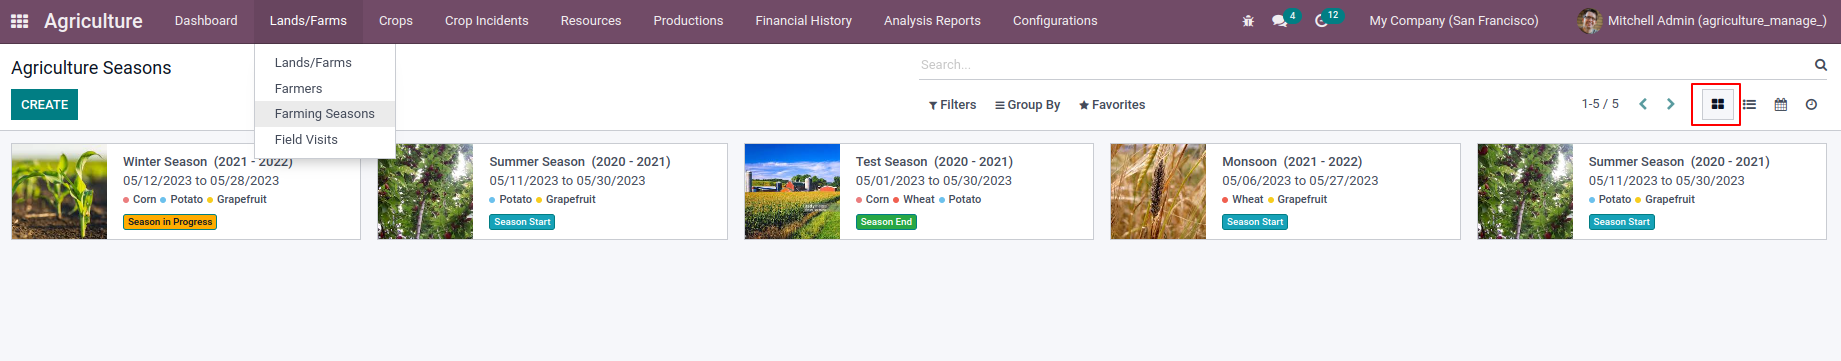 Agriculture Dashboard Lands/Farms Crops Crop Incidents Resources Productions Financial History Analysis Reports Configurations 4 12 My Company (San Francisco) Mitchell Admin (agriculture_manage_)
Lands/Farms
Farmers
Farming Seasons
Field Visits
Agriculture Seasons
Search...
CREATE
Filters Group By Favorites 1-5 / 5
Winter Season (2021 - 2022)
05/12/2023 to 05/28/2023
Corn Potato Grapefruit
Season in Progress
Summer Season (2020 - 2021)
05/11/2023 to 05/30/2023
Potato Grapefruit
Season Start
Test Season (2020 - 2021)
05/01/2023 to 05/30/2023
Corn Wheat Potato
Season End
Monsoon (2021 - 2022)
05/06/2023 to 05/27/2023
Wheat Grapefruit
Season Start
Summer Season (2020 - 2021)
05/11/2023 to 05/30/2023
Potato Grapefruit
Season Start